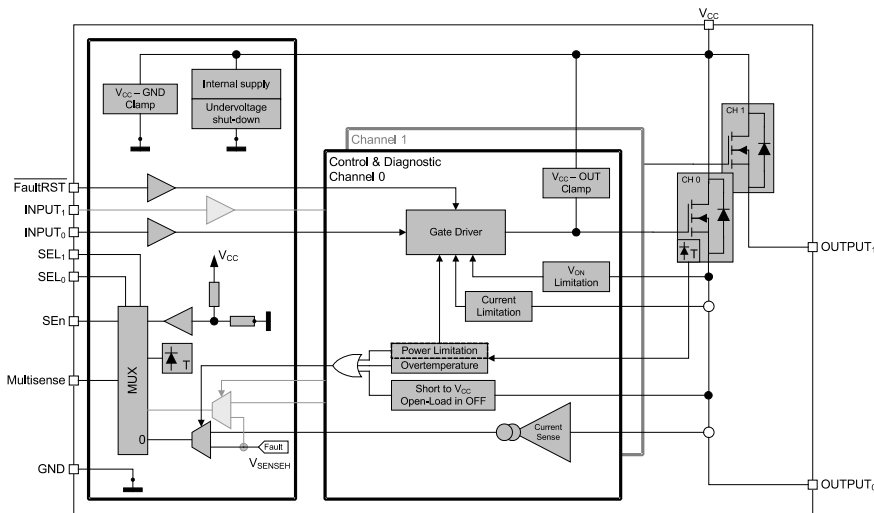 VCC
VCC – GND
Clamp
Internal supply
Undervoltage
shut-down
CH 1
Channel 1
Control & Diagnostic
Channel 0
VCC – OUT
Clamp
CH 0
FaultRST
INPUT1
INPUT0
Gate Driver
T
OUTPUT1
SEL1
SEL0
VCC
VON
Limitation
Current
Limitation
SEn
MUX
T
Power Limitation
Overtemperature
Multisense
Short to VCC
Open-Load in OFF
0
Current
Sense
Fault
VSENSEH
GND
OUTPUT0